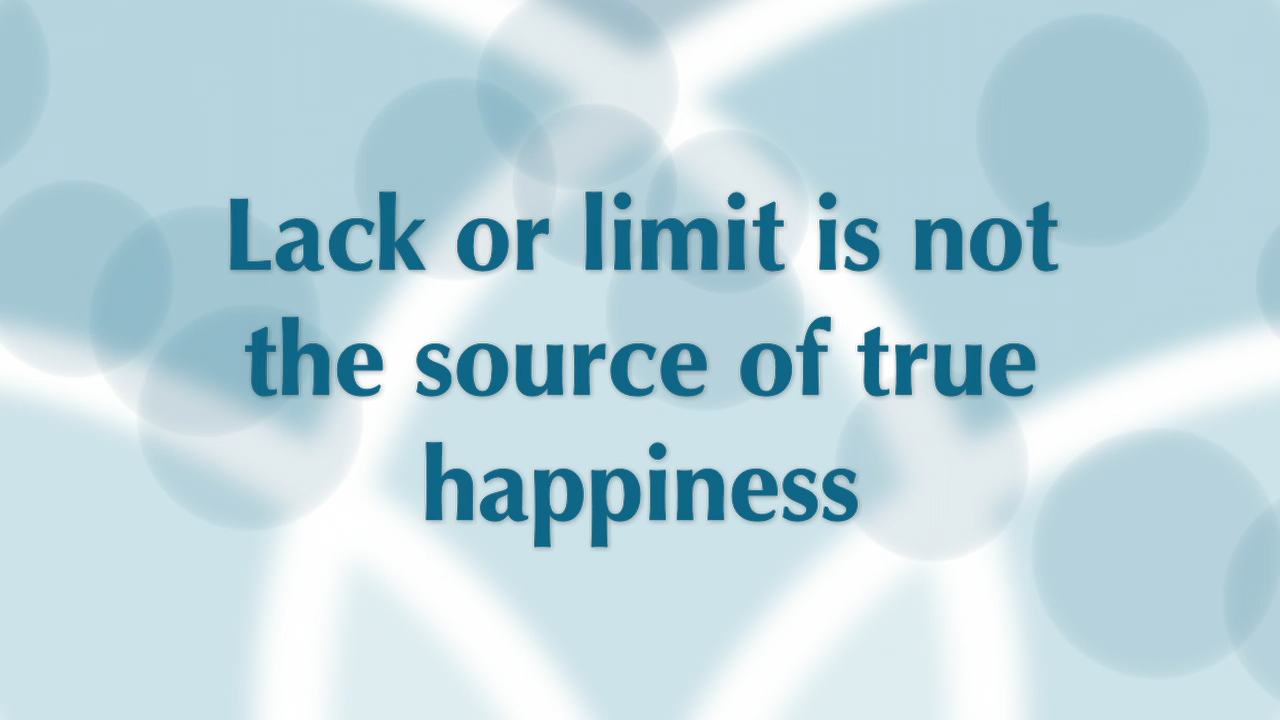 Lack or limit is not
the source of true
happiness